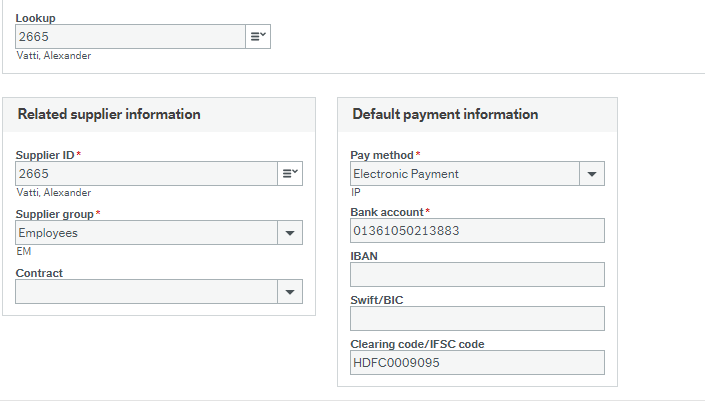 Lookup
2665
Vatti, Alexander
Related supplier information
Supplier ID *
2665
Vatti, Alexander
Supplier group *
Employees
EM
Contract
Default payment information
Pay method *
Electronic Payment
IP
Bank account *
01361050213883
IBAN
Swift/BIC
Clearing code/IFSC code
HDFC0009095